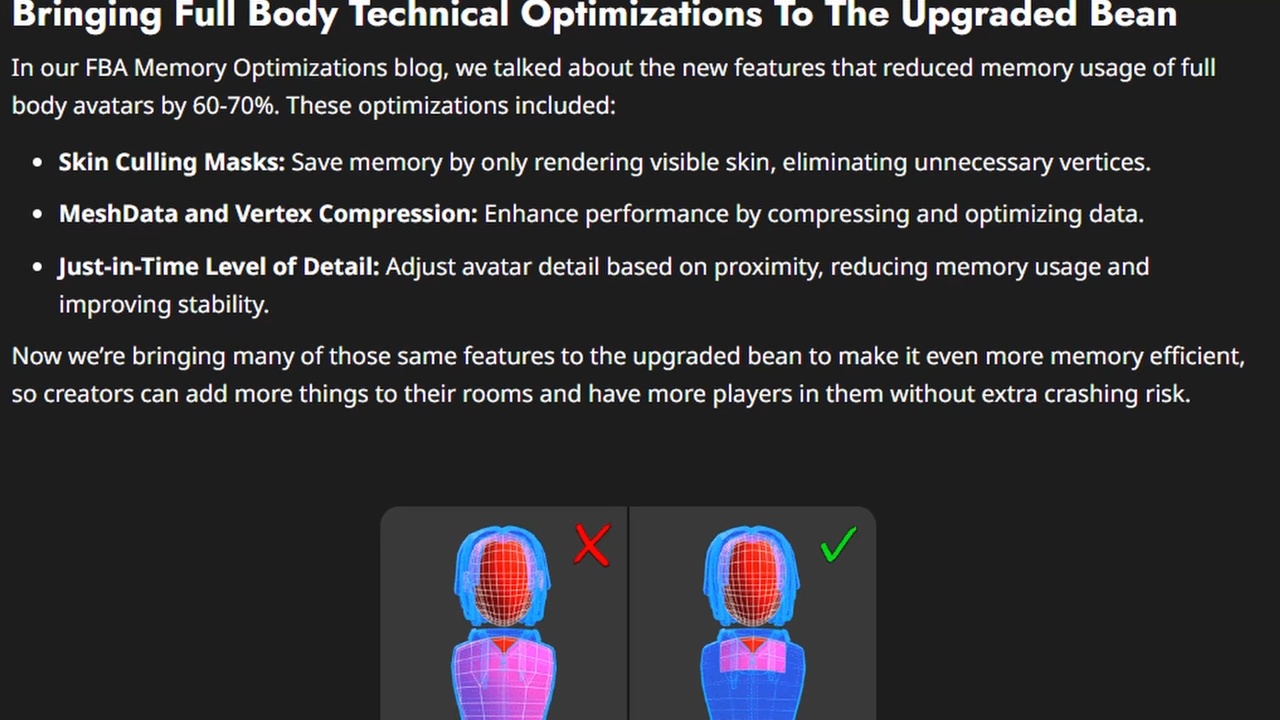 Bringing Full Body Technical Optimizations To The Upgraded Bean
In our FBA Memory Optimizations blog, we talked about the new features that reduced memory usage of full
body avatars by 60-70%. These optimizations included:
• Skin Culling Masks: Save memory by only rendering visible skin, eliminating unnecessary vertices.
• MeshData and Vertex Compression: Enhance performance by compressing and optimizing data.
• Just-in-Time Level of Detail: Adjust avatar detail based on proximity, reducing memory usage and
improving stability.
Now we’re bringing many of those same features to the upgraded bean to make it even more memory efficient,
so creators can add more things to their rooms and have more players in them without extra crashing risk.